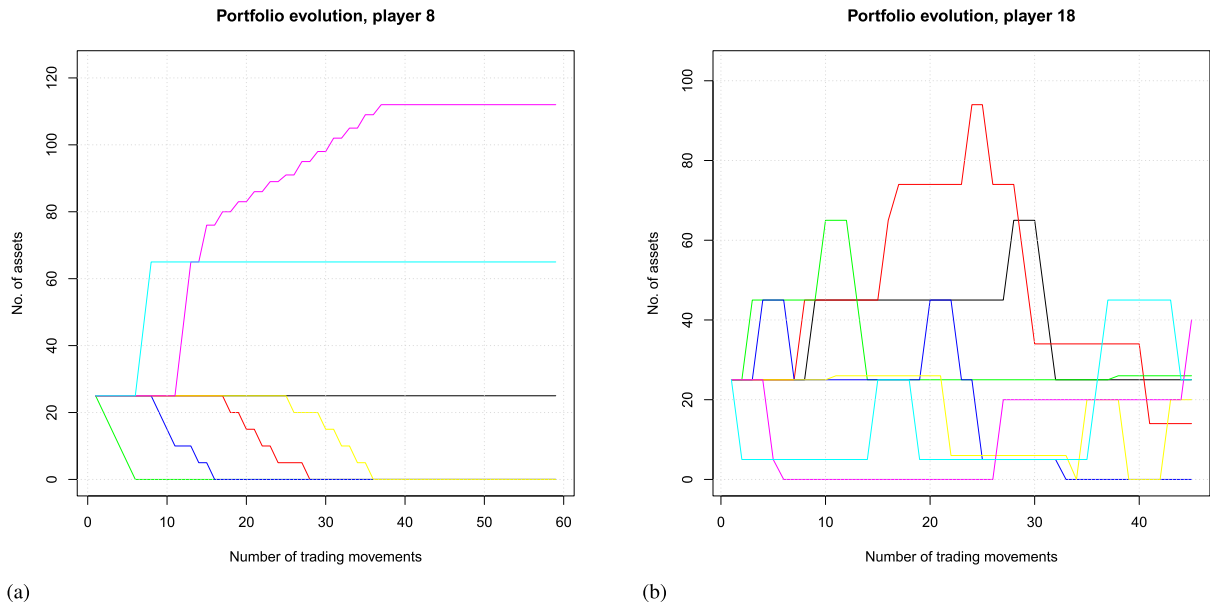 Portfolio evolution, player 8
No. of assets
0 20 40 60 80 100 120
0 10 20 30 40 50 60
Number of trading movements
(a)
Portfolio evolution, player 18
No. of assets
0 20 40 60 80 100
0 10 20 30 40
Number of trading movements
(b)